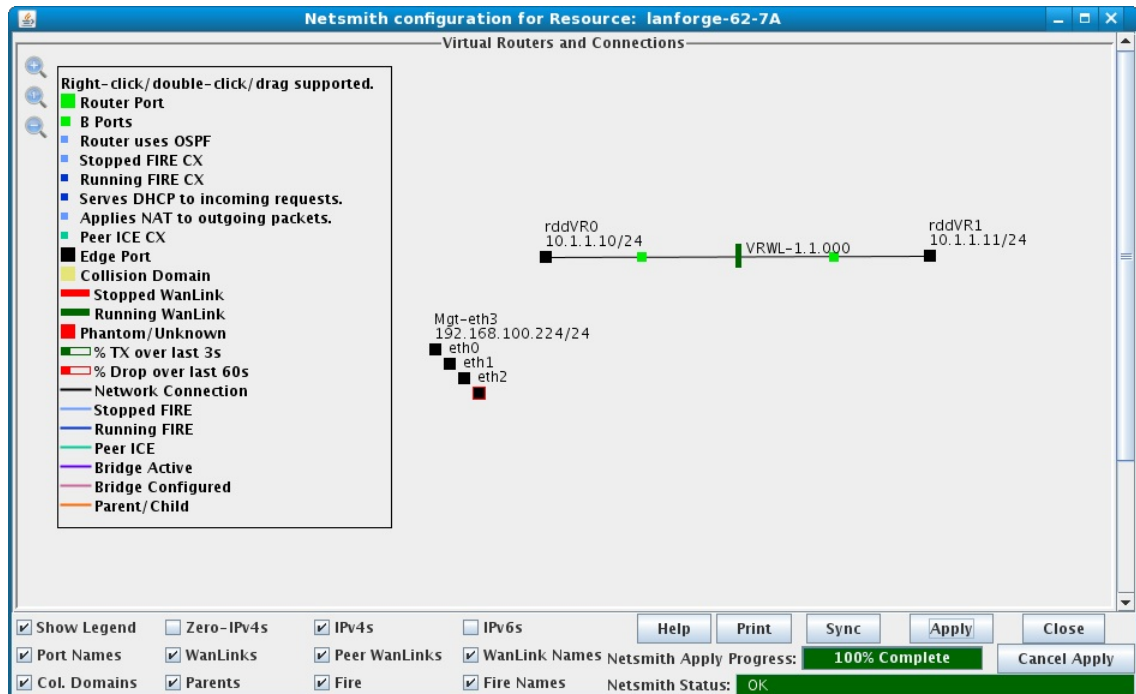 Netsmith configuration for Resource: lanforge-62-7A
Virtual Routers and Connections
Right-click/double-click/drag supported.
Router Port
B Ports
Router uses OSPF
Stopped FIRE CX
Running FIRE CX
Serves DHCP to incoming requests.
Applies NAT to outgoing packets.
Peer ICE CX
Edge Port
Collision Domain
Stopped WanLink
Running WanLink
Phantom/Unknown
% TX over last 3s
% Drop over last 60s
Network Connection
Stopped FIRE
Running FIRE
Peer ICE
Bridge Active
Bridge Configured
Parent/Child
rddVR0
10.1.1.10/24
VRWL-1.1.000
rddVR1
10.1.1.11/24
Mgt-eth3
192.168.100.224/24
eth0
eth1
eth2
Show Legend Zero-IPv4s IPv4s IPv6s Help Print Sync Apply Close
Port Names WanLinks Peer WanLinks WanLink Names Netsmith Apply Progress: 100% Complete Cancel Apply
Col. Domains Parents Fire Fire Names Netsmith Status: OK